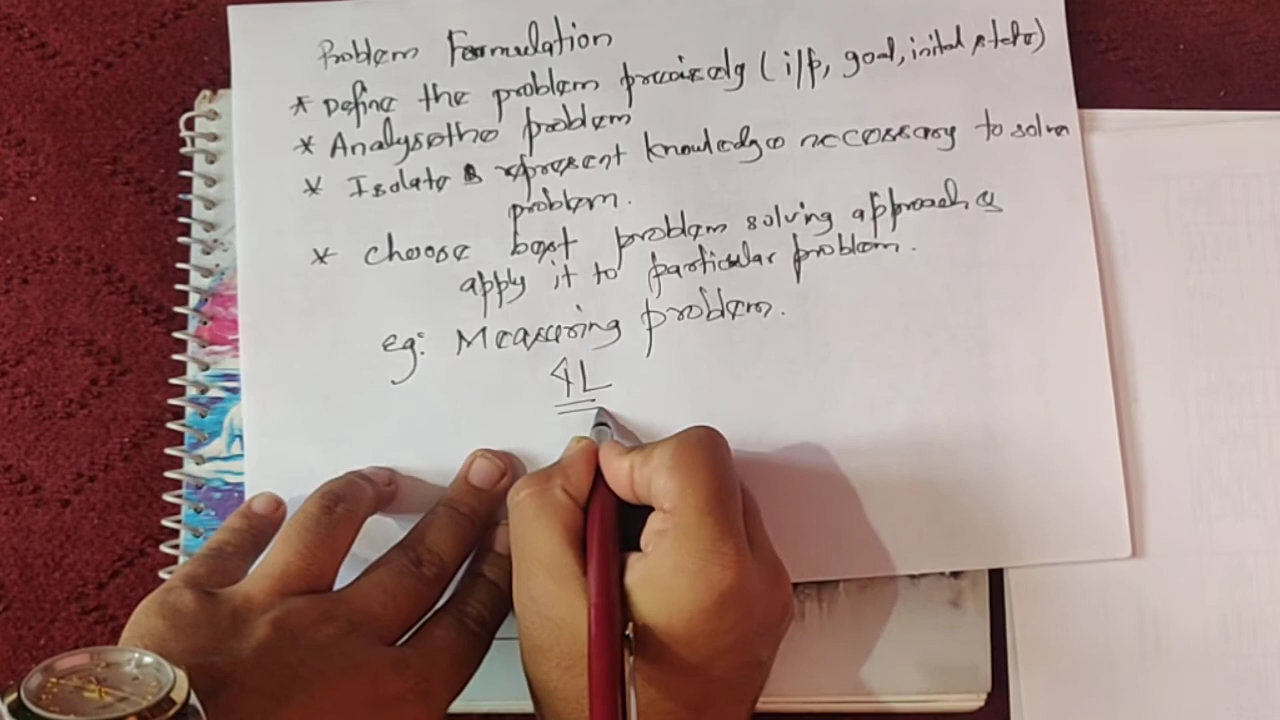 Problem Formulation
* Define the problem precisely (i/p, goal, initial state)
* Analyse the problem
* Isolate & represent knowledge necessary to solve
problem.
* choose best problem solving approach &
apply it to particular problem.
eg: Measuring problem.
4L